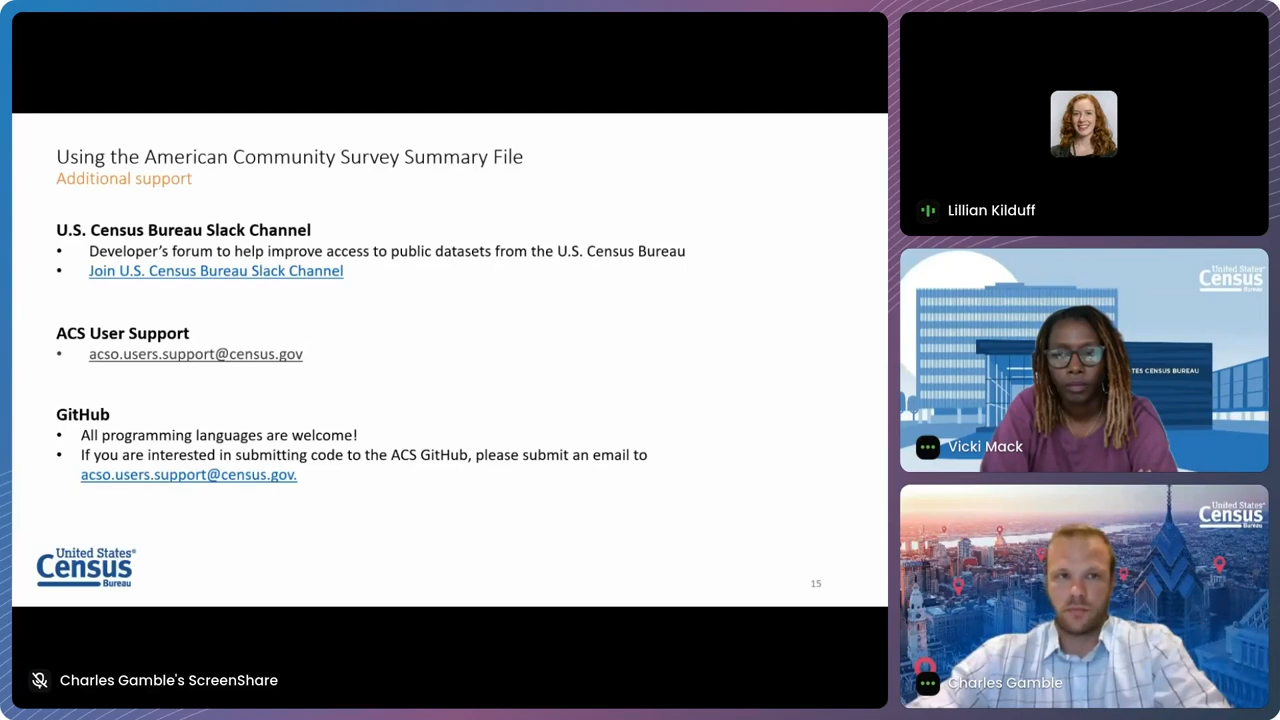 Using the American Community Survey Summary File
Additional support
U.S. Census Bureau Slack Channel
• Developer's forum to help improve access to public datasets from the U.S. Census Bureau
• Join U.S. Census Bureau Slack Channel
ACS User Support
• acso.users.support@census.gov
GitHub
• All programming languages are welcome!
• If you are interested in submitting code to the ACS GitHub, please submit an email to
acso.users.support@census.gov.
United States®
Census
Bureau
15
Charles Gamble's ScreenShare
Lillian Kilduff
United States®
Census
Bureau
TES CENSUS BUREAU
Vicki Mack
United States®
Census
Bureau
Charles Gamble